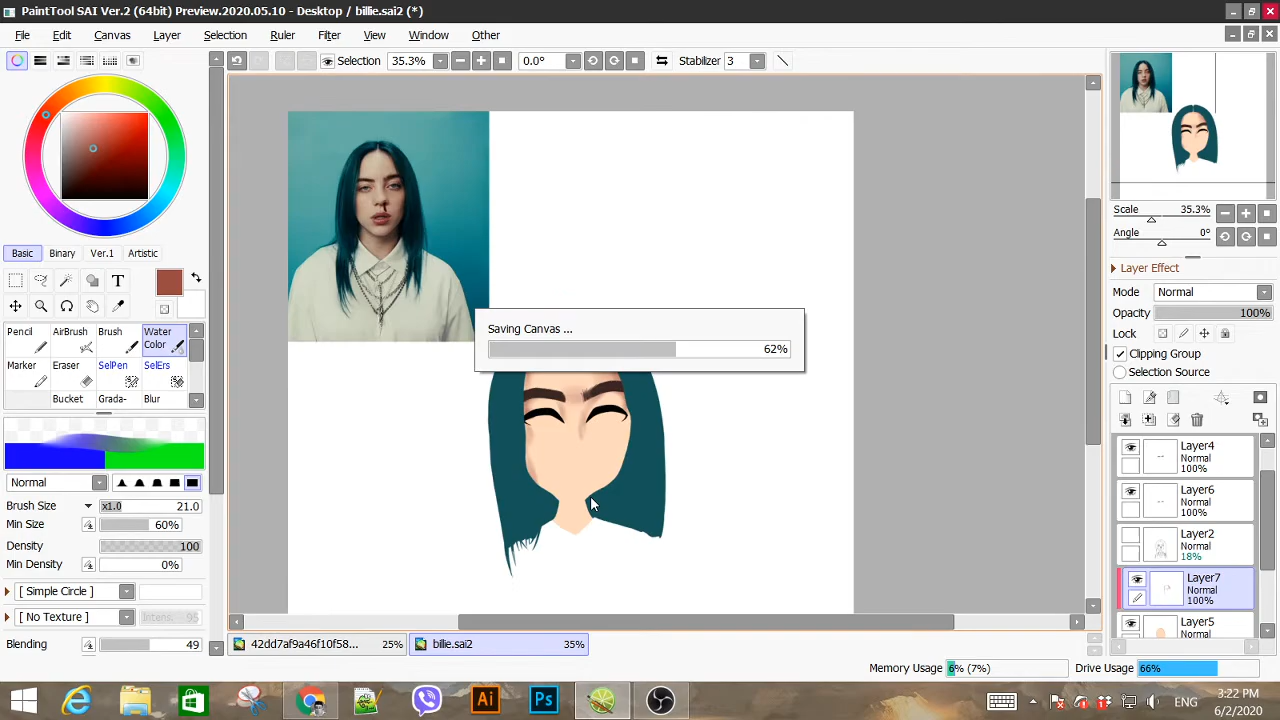 PaintTool SAI Ver.2 (64bit) Preview.2020.05.10 - Desktop / billie.sai2 (*)
File Edit Canvas Layer Selection Ruler Filter View Window Other
Selection 35.3% 0.0° Stabilizer 3
Scale 35.3%
Angle 0°
Basic Binary Ver.1 Artistic
Layer Effect
Mode Normal
Opacity 100%
Lock
Clipping Group
Selection Source
T
Pencil AirBrush Brush Water Color
Marker Eraser SelPen SelErs
Bucket Grada- Blur
Saving Canvas ...
62%
Normal
Brush Size x1.0 21.0
Min Size 60%
Density 100
Min Density 0%
[ Simple Circle ]
[ No Texture ] Intens. 95
Blending 49
Layer4
Normal
100%
Layer6
Normal
100%
Layer2
Normal
18%
Layer7
Normal
100%
Layer5
Normal
42dd7af9a46f10f58... 25% billie.sai2 35%
Memory Usage 6% (7%) Drive Usage 66%
Ai Ps
ENG
3:22 PM
6/2/2020